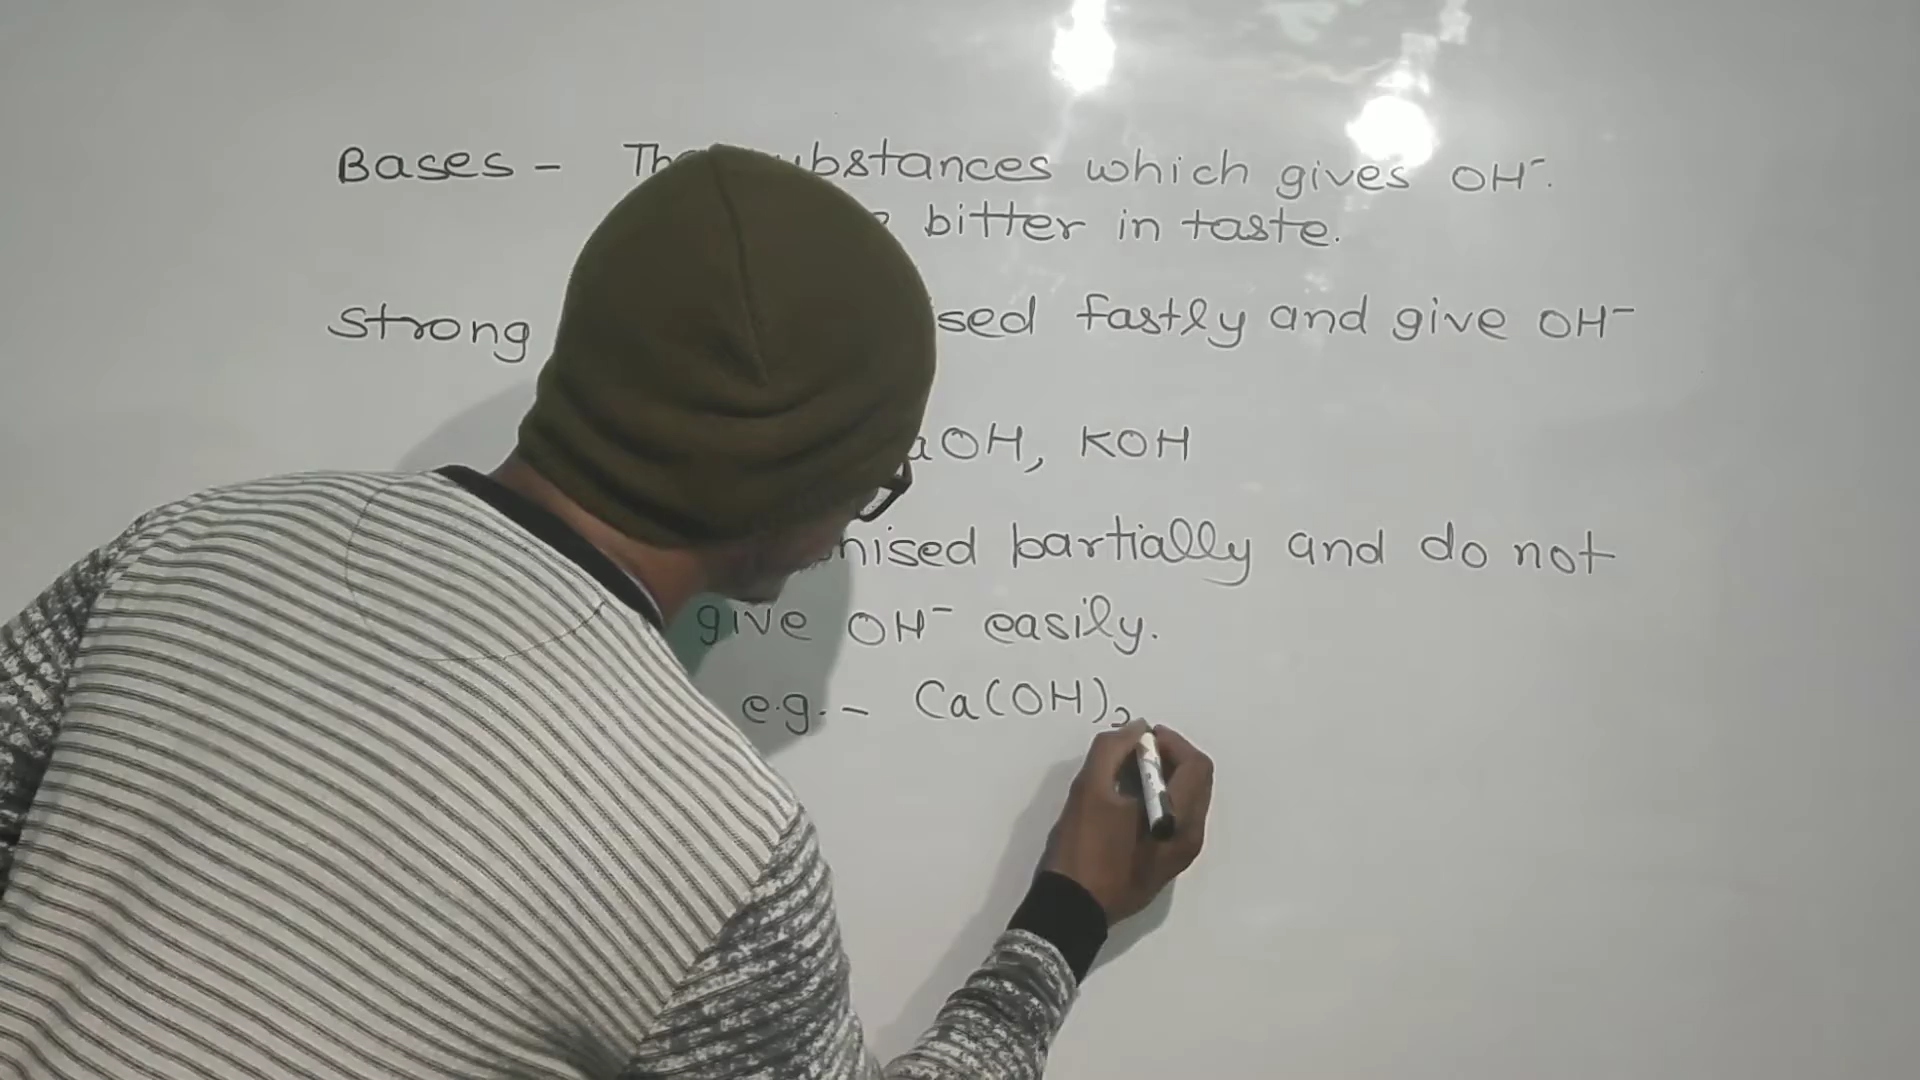 Bases - The substances which gives OH⁻.
bitter in taste.
Strong sed fastly and give OH⁻
aOH, KOH
nised partially and do not
give OH⁻ easily.
e.g. - Ca(OH)₂